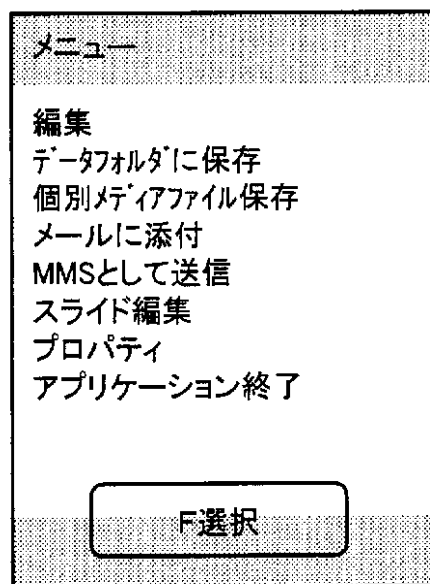 メニュー
編集
ﾃﾞｰﾀﾌｫﾙﾀﾞに保存
個別ﾒﾃﾞｨｱﾌｧｲﾙ保存
メールに添付
MMSとして送信
スライド編集
プロパティ
アプリケーション終了
F選択